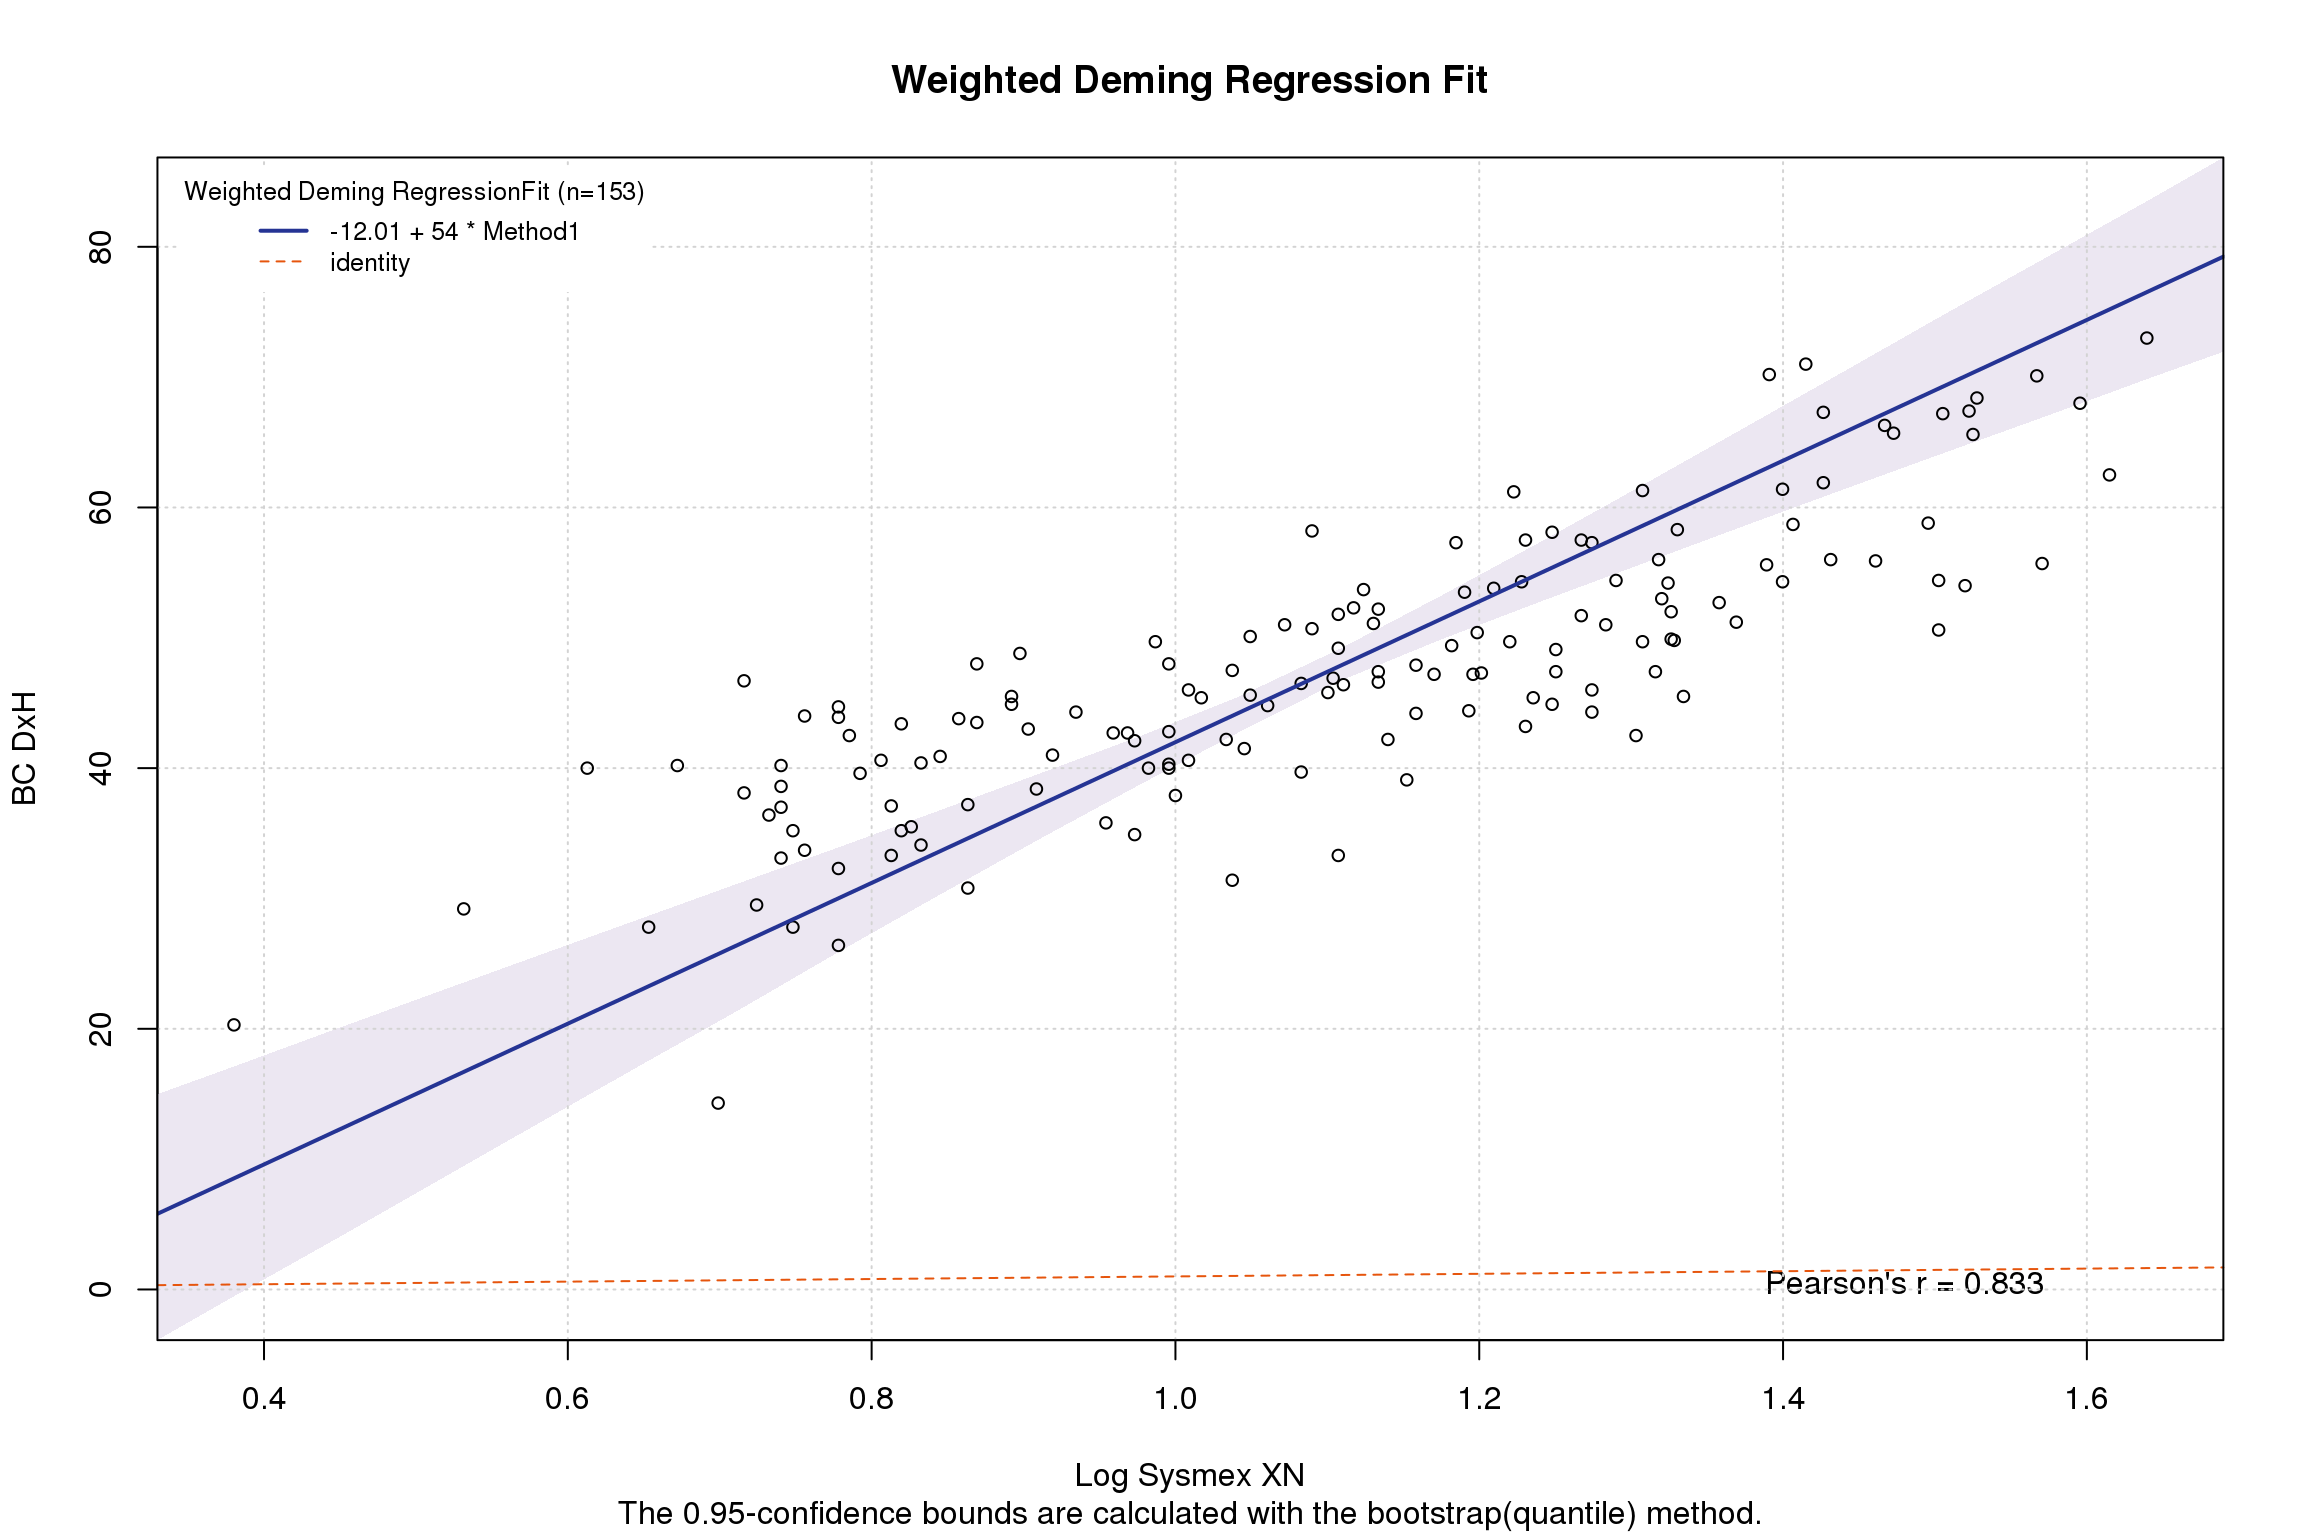 Weighted Deming Regression Fit
Weighted Deming RegressionFit (n=153)
-12.01 + 54 * Method1
identity
80
60
40
20
0
BC DxH
Pearson's r = 0.833
0.4 0.6 0.8 1.0 1.2 1.4 1.6
Log Sysmex XN
The 0.95-confidence bounds are calculated with the bootstrap(quantile) method.